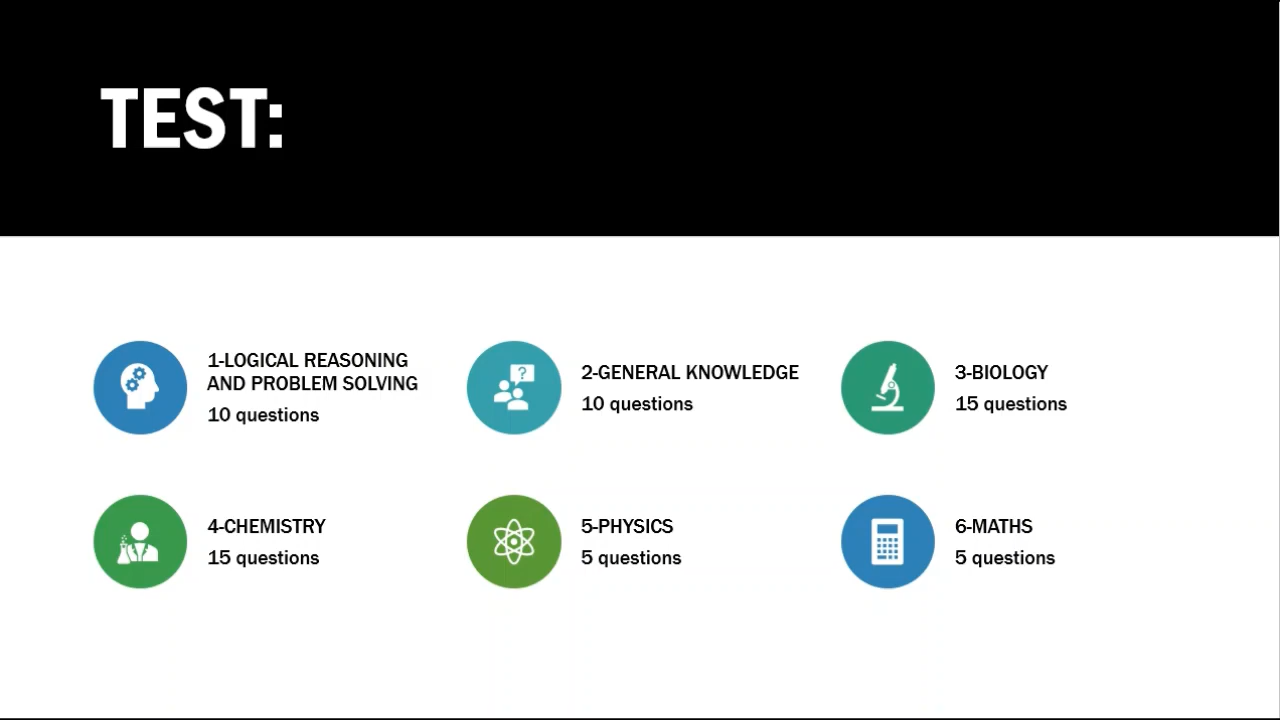 TEST:
1-LOGICAL REASONING
AND PROBLEM SOLVING
10 questions
2-GENERAL KNOWLEDGE
10 questions
3-BIOLOGY
15 questions
4-CHEMISTRY
15 questions
5-PHYSICS
5 questions
6-MATHS
5 questions